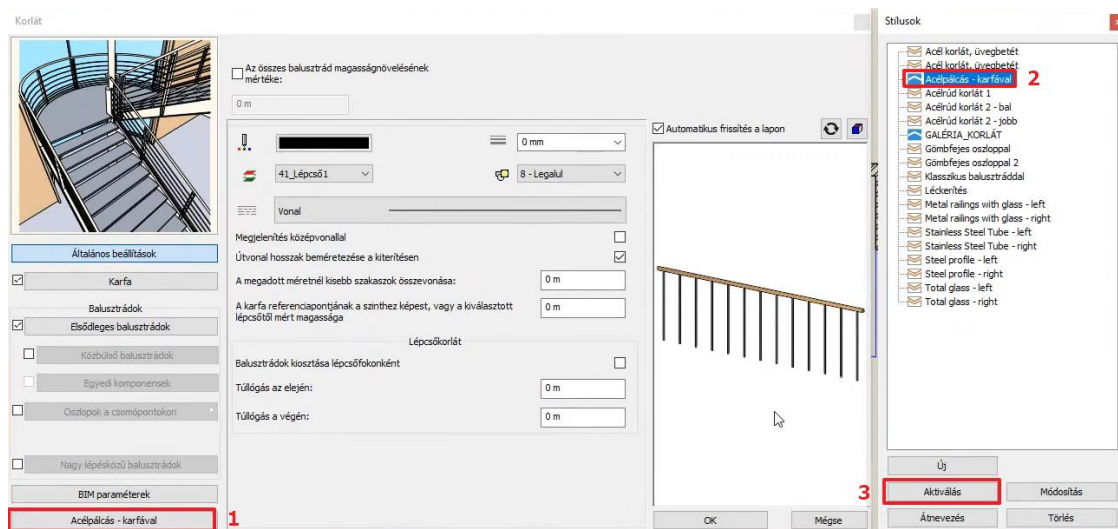 Korlát
Az összes balusztrád magasságnövelésének
mértéke:
0 m
0 mm
41_Lépcső1
8 - Legalul
Vonal
Megjelenítés középvonallal
Útvonal hosszak beméretezése a kiterítésen
A megadott méretnél kisebb szakaszok összevonása:
0 m
A karfa referenciapontjának a szinthez képest, vagy a kiválasztott
lépcsőtől mért magassága
0 m
Lépcsőkorlát
Balusztrádok kiosztása lépcsőfokonként
Túllógás az elején:
0 m
Túllógás a végén:
0 m
Általános beállítások
Karfa
Balusztrádok
Elsődleges balusztrádok
Közbülső balusztrádok
Egyedi komponensek
Oszlopok a csomópontokon
Nagy lépésközű balusztrádok
BIM paraméterek
Acélpálcás - karfával
1
Automatikus frissítés a lapon
OK
Mégse
Stílusok
Acél korlát, üvegbetét
Acél korlát, üvegbetét
Acélpálcás - karfával
2
Acélrúd korlát 1
Acélrúd korlát 2 - bal
Acélrúd korlát 2 - jobb
GALÉRIA_KORLÁT
Gömbfejes oszloppal
Gömbfejes oszloppal 2
Klasszikus balusztráddal
Léckerítés
Metal railings with glass - left
Metal railings with glass - right
Stainless Steel Tube - left
Stainless Steel Tube - right
Steel profile - left
Steel profile - right
Total glass - left
Total glass - right
Új
3
Aktiválás
Módosítás
Átnevezés
Törlés